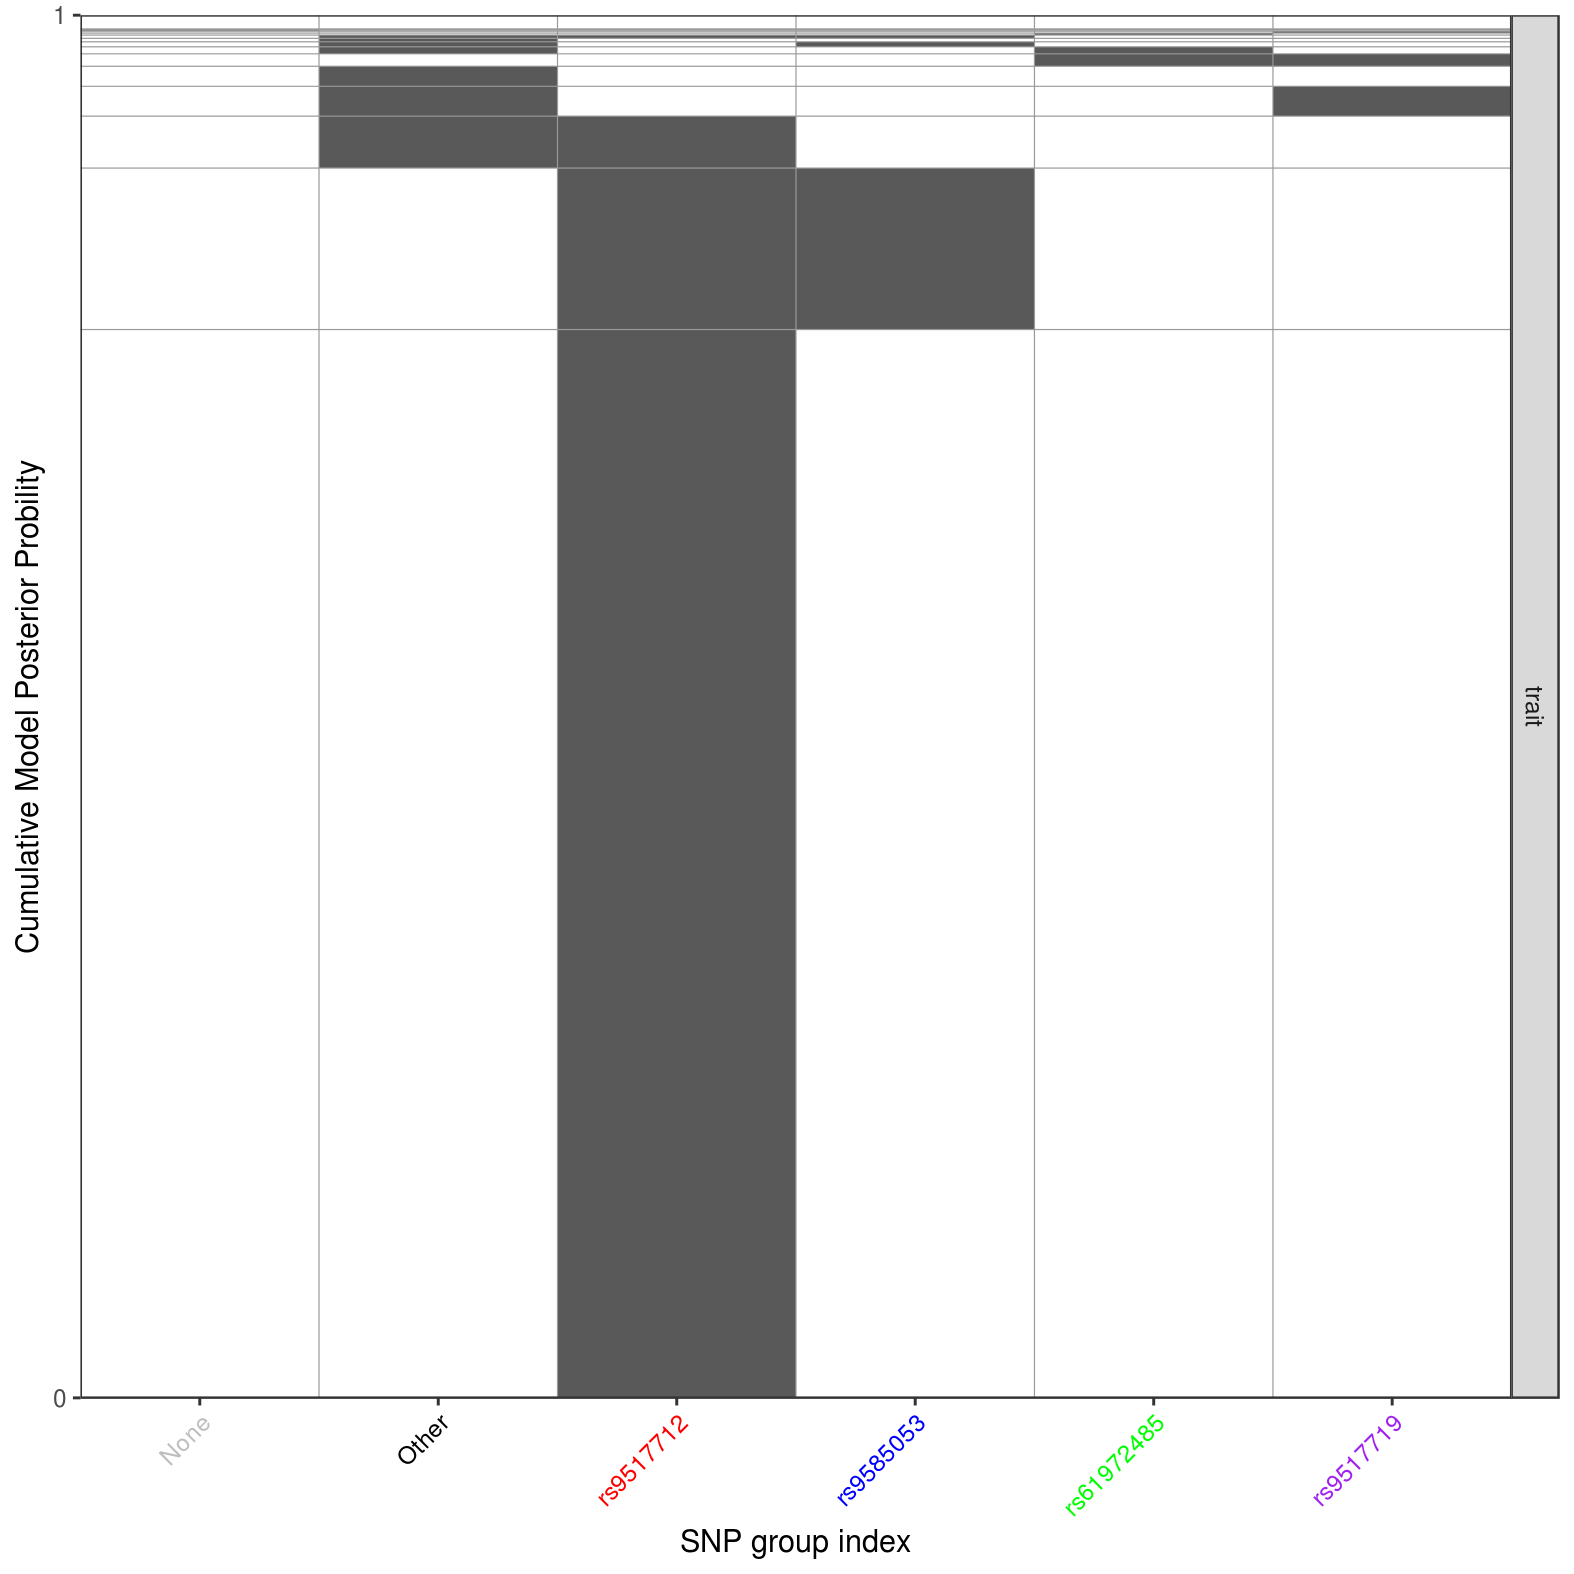 1
Cumulative Model Posterior Probility
trait
0
None
Other
rs9517712
rs9585053
rs61972485
rs9517719
SNP group index